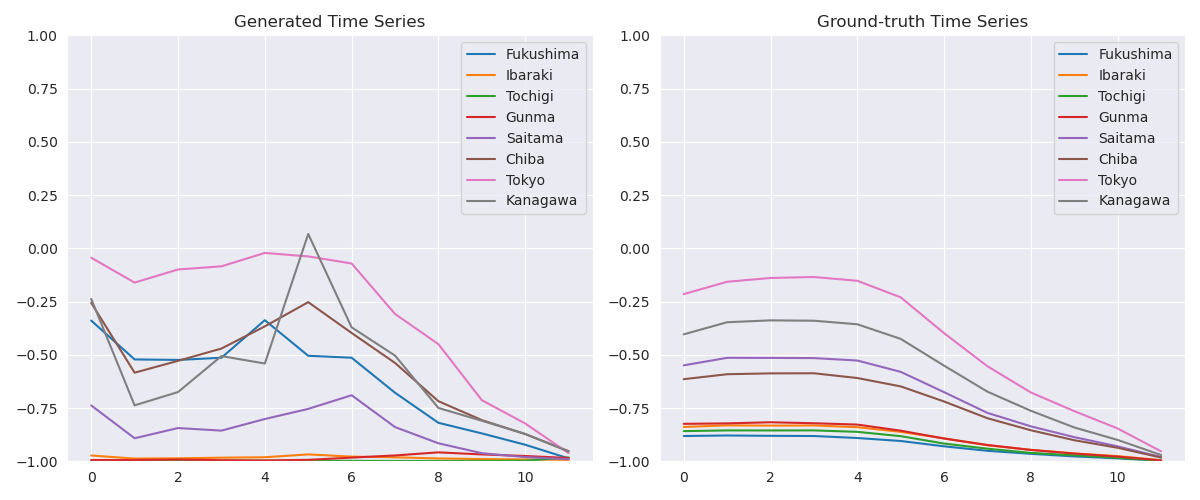 Generated Time Series
1.00
0.75
0.50
0.25
0.00
−0.25
−0.50
−0.75
−1.00
0 2 4 6 8 10
Fukushima
Ibaraki
Tochigi
Gunma
Saitama
Chiba
Tokyo
Kanagawa
Ground-truth Time Series
1.00
0.75
0.50
0.25
0.00
−0.25
−0.50
−0.75
−1.00
0 2 4 6 8 10
Fukushima
Ibaraki
Tochigi
Gunma
Saitama
Chiba
Tokyo
Kanagawa